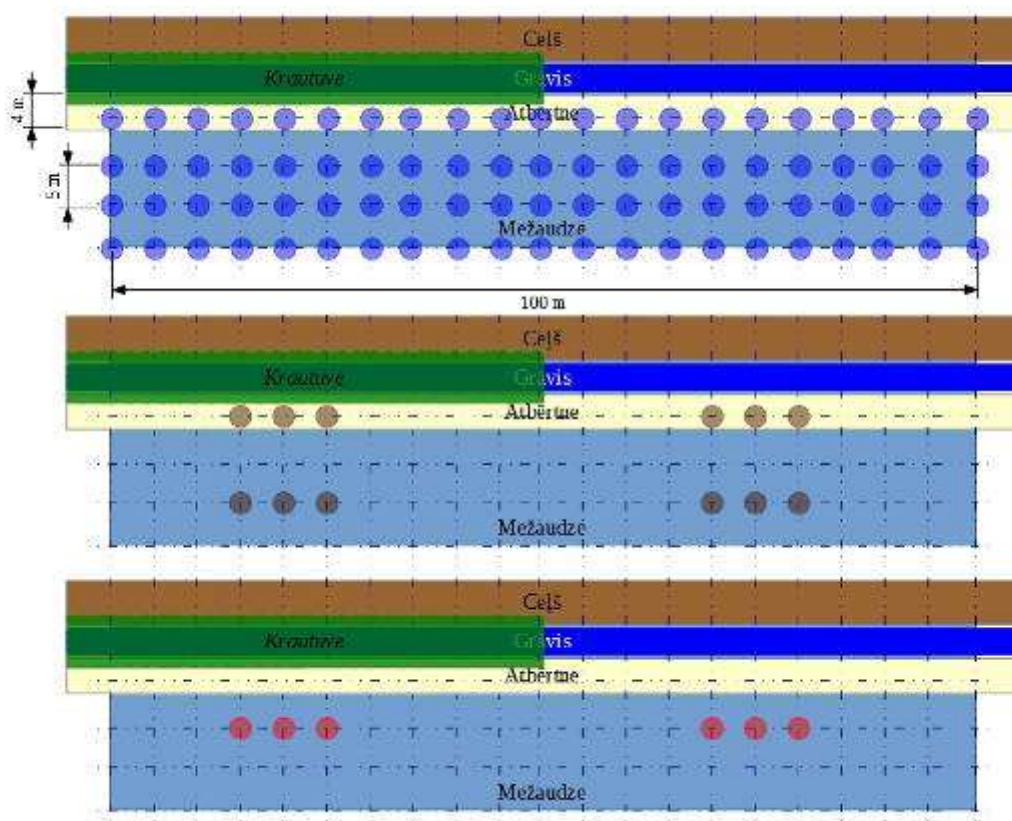 Ceļš
Krautuve
Grāvis
4 m
Atbērtne
5 m
Mežaudze
100 m
Ceļš
Krautuve
Grāvis
Atbērtne
Mežaudze
Ceļš
Krautuve
Grāvis
Atbērtne
Mežaudze